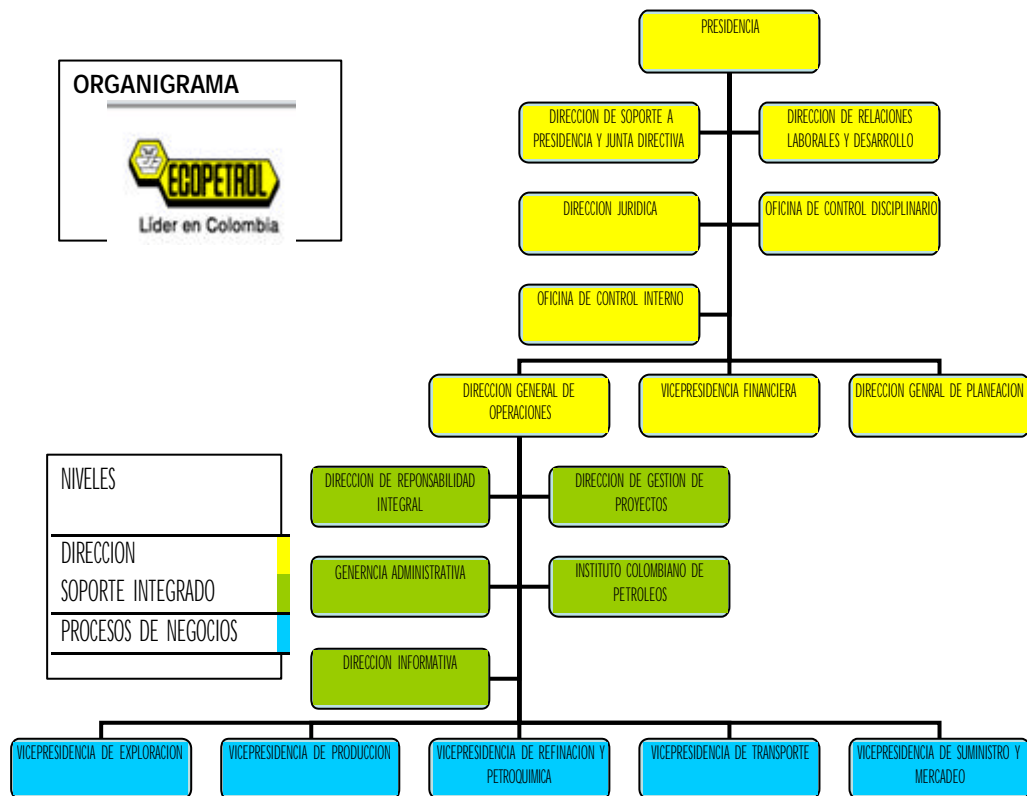 PRESIDENCIA
ORGANIGRAMA
ECOPETROL
Líder en Colombia
DIRECCION DE SOPORTE A
PRESIDENCIA Y JUNTA DIRECTIVA
DIRECCION DE RELACIONES
LABORALES Y DESARROLLO
DIRECCION JURIDICA
OFICINA DE CONTROL DISCIPLINARIO
OFICINA DE CONTROL INTERNO
DIRECCION GENERAL DE
OPERACIONES
VICEPRESIDENCIA FINANCIERA
DIRECCION GENRAL DE PLANEACION
NIVELES
DIRECCION
SOPORTE INTEGRADO
PROCESOS DE NEGOCIOS
DIRECCION DE REPONSABILIDAD
INTEGRAL
DIRECCION DE GESTION DE
PROYECTOS
GENERNCIA ADMINISTRATIVA
INSTITUTO COLOMBIANO DE
PETROLEOS
DIRECCION INFORMATIVA
VICEPRESIDENCIA DE EXPLORACION
VICEPRESIDENCIA DE PRODUCCION
VICEPRESIDENCIA DE REFINACION Y
PETROQUIMICA
VICEPRESIDENCIA DE TRANSPORTE
VICEPRESIDENCIA DE SUMINISTRO Y
MERCADEO